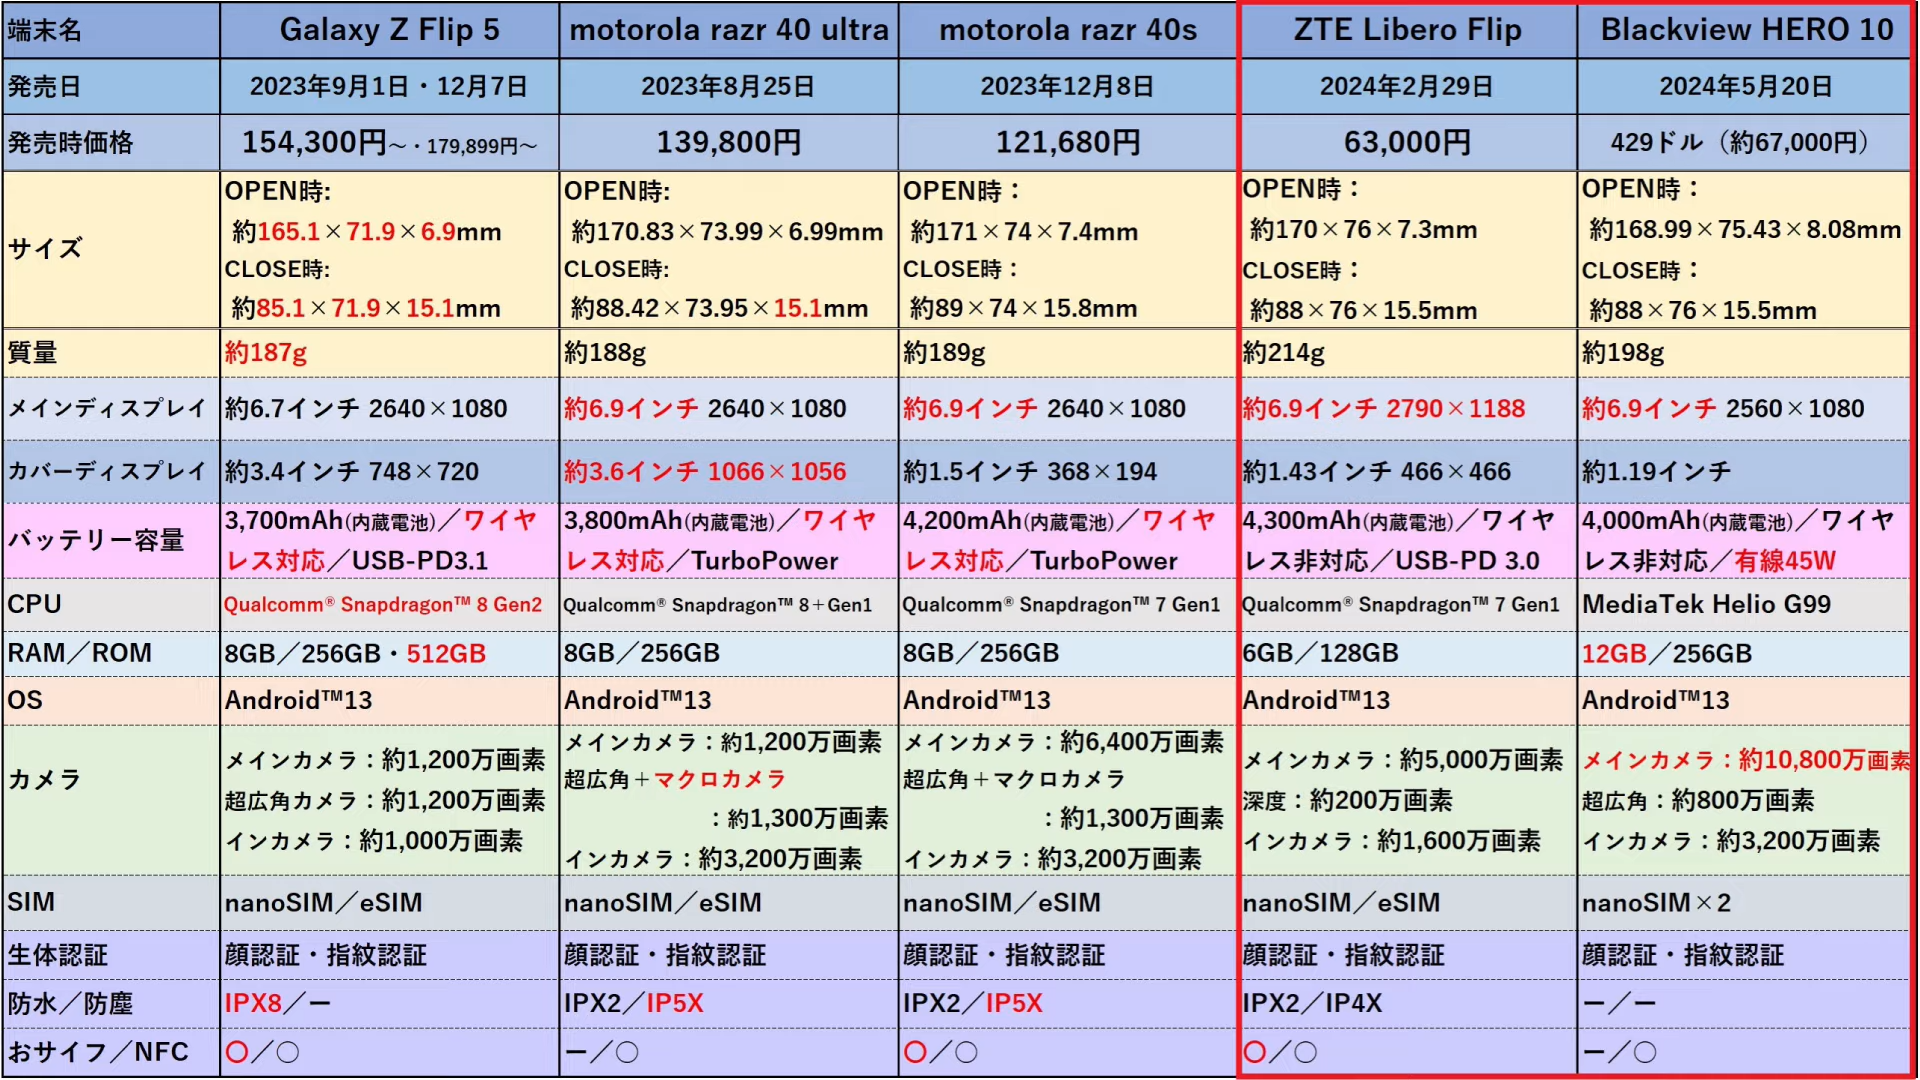 端末名 Galaxy Z Flip 5 motorola razr 40 ultra motorola razr 40s ZTE Libero Flip Blackview HERO 10
発売日 2023年9月1日・12月7日 2023年8月25日 2023年12月8日 2024年2月29日 2024年5月20日
発売時価格 154,300円～・179,899円～ 139,800円 121,680円 63,000円 429ドル（約67,000円）
サイズ
OPEN時: OPEN時: OPEN時： OPEN時： OPEN時：
約165.1×71.9×6.9mm 約170.83×73.99×6.99mm 約171×74×7.4mm 約170×76×7.3mm 約168.99×75.43×8.08mm
CLOSE時: CLOSE時: CLOSE時： CLOSE時： CLOSE時：
約85.1×71.9×15.1mm 約88.42×73.95×15.1mm 約89×74×15.8mm 約88×76×15.5mm 約88×76×15.5mm
質量 約187g 約188g 約189g 約214g 約198g
メインディスプレイ 約6.7インチ 2640×1080 約6.9インチ 2640×1080 約6.9インチ 2640×1080 約6.9インチ 2790×1188 約6.9インチ 2560×1080
カバーディスプレイ 約3.4インチ 748×720 約3.6インチ 1066×1056 約1.5インチ 368×194 約1.43インチ 466×466 約1.19インチ
バッテリー容量
3,700mAh(内蔵電池)／ワイヤ 3,800mAh(内蔵電池)／ワイヤ 4,200mAh(内蔵電池)／ワイヤ 4,300mAh(内蔵電池)／ワイヤ 4,000mAh(内蔵電池)／ワイヤ
レス対応／USB-PD3.1 レス対応／TurboPower レス対応／TurboPower レス非対応／USB-PD 3.0 レス非対応／有線45W
CPU Qualcomm® Snapdragon™ 8 Gen2 Qualcomm® Snapdragon™ 8＋Gen1 Qualcomm® Snapdragon™ 7 Gen1 Qualcomm® Snapdragon™ 7 Gen1 MediaTek Helio G99
RAM／ROM 8GB／256GB・512GB 8GB／256GB 8GB／256GB 6GB／128GB 12GB／256GB
OS Android™13 Android™13 Android™13 Android™13 Android™13
カメラ
メインカメラ：約1,200万画素
超広角カメラ：約1,200万画素
インカメラ：約1,000万画素
メインカメラ：約1,200万画素
超広角＋マクロカメラ
：約1,300万画素
インカメラ：約3,200万画素
メインカメラ：約6,400万画素
超広角＋マクロカメラ
：約1,300万画素
インカメラ：約3,200万画素
メインカメラ：約5,000万画素
深度：約200万画素
インカメラ：約1,600万画素
メインカメラ：約10,800万画素
超広角：約800万画素
インカメラ：約3,200万画素
SIM nanoSIM／eSIM nanoSIM／eSIM nanoSIM／eSIM nanoSIM／eSIM nanoSIM×2
生体認証 顔認証・指紋認証 顔認証・指紋認証 顔認証・指紋認証 顔認証・指紋認証 顔認証・指紋認証
防水／防塵 IPX8／ー IPX2／IP5X IPX2／IP5X IPX2／IP4X ー／ー
おサイフ／NFC 〇／〇 ー／〇 〇／〇 〇／〇 ー／〇